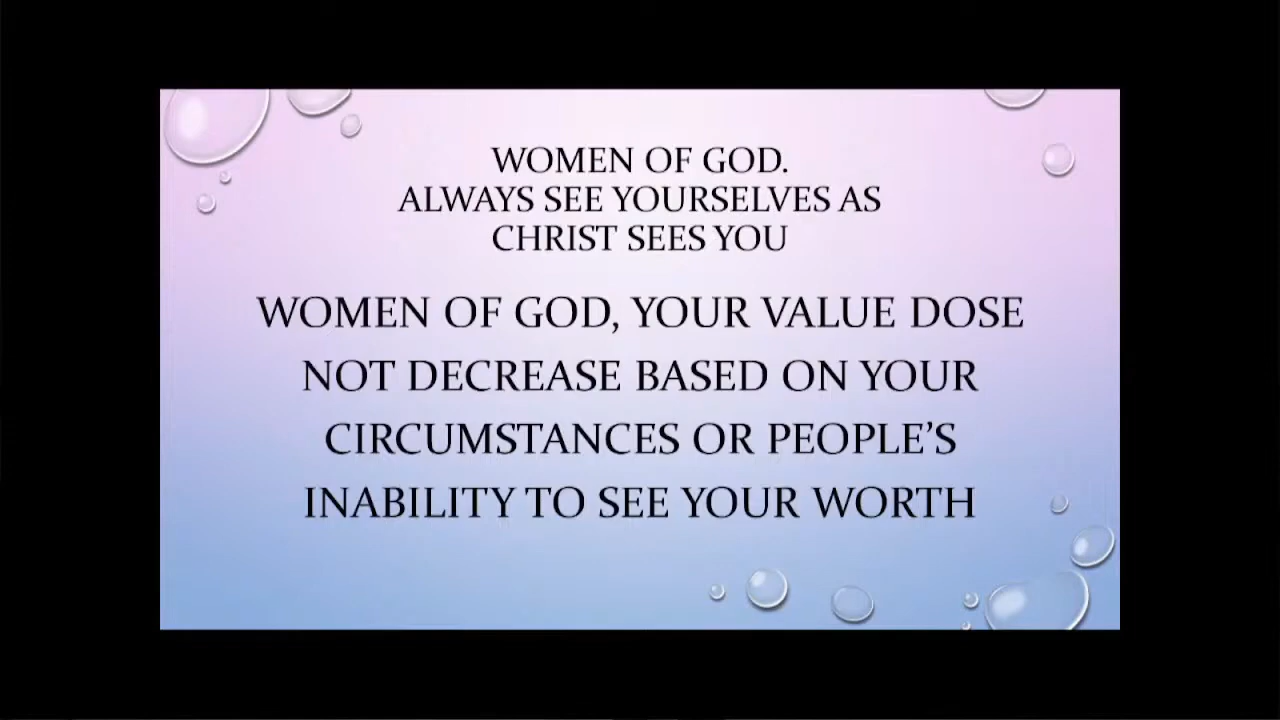 WOMEN OF GOD.
ALWAYS SEE YOURSELVES AS
CHRIST SEES YOU
WOMEN OF GOD, YOUR VALUE DOSE
NOT DECREASE BASED ON YOUR
CIRCUMSTANCES OR PEOPLE’S
INABILITY TO SEE YOUR WORTH